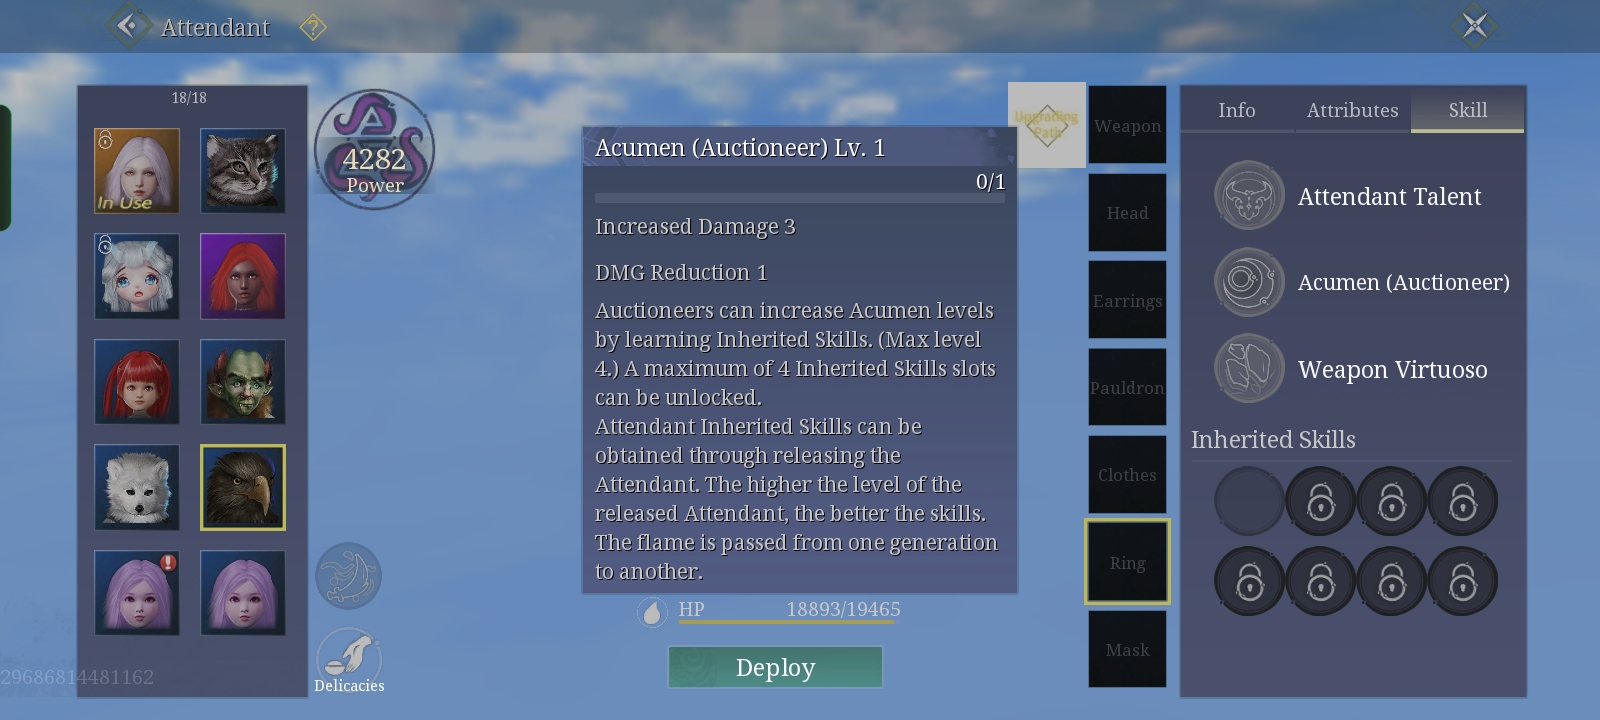 Attendant
?
18/18
In Use
4282
Power
Upgrading
Path
Acumen (Auctioneer) Lv. 1
0/1
Increased Damage 3
DMG Reduction 1
Auctioneers can increase Acumen levels
by learning Inherited Skills. (Max level
4.) A maximum of 4 Inherited Skills slots
can be unlocked.
Attendant Inherited Skills can be
obtained through releasing the
Attendant. The higher the level of the
released Attendant, the better the skills.
The flame is passed from one generation
to another.
HP 18893/19465
Deploy
Delicacies
29686814481162
Weapon
Head
Earrings
Pauldron
Clothes
Ring
Mask
Info Attributes Skill
Attendant Talent
Acumen (Auctioneer)
Weapon Virtuoso
Inherited Skills